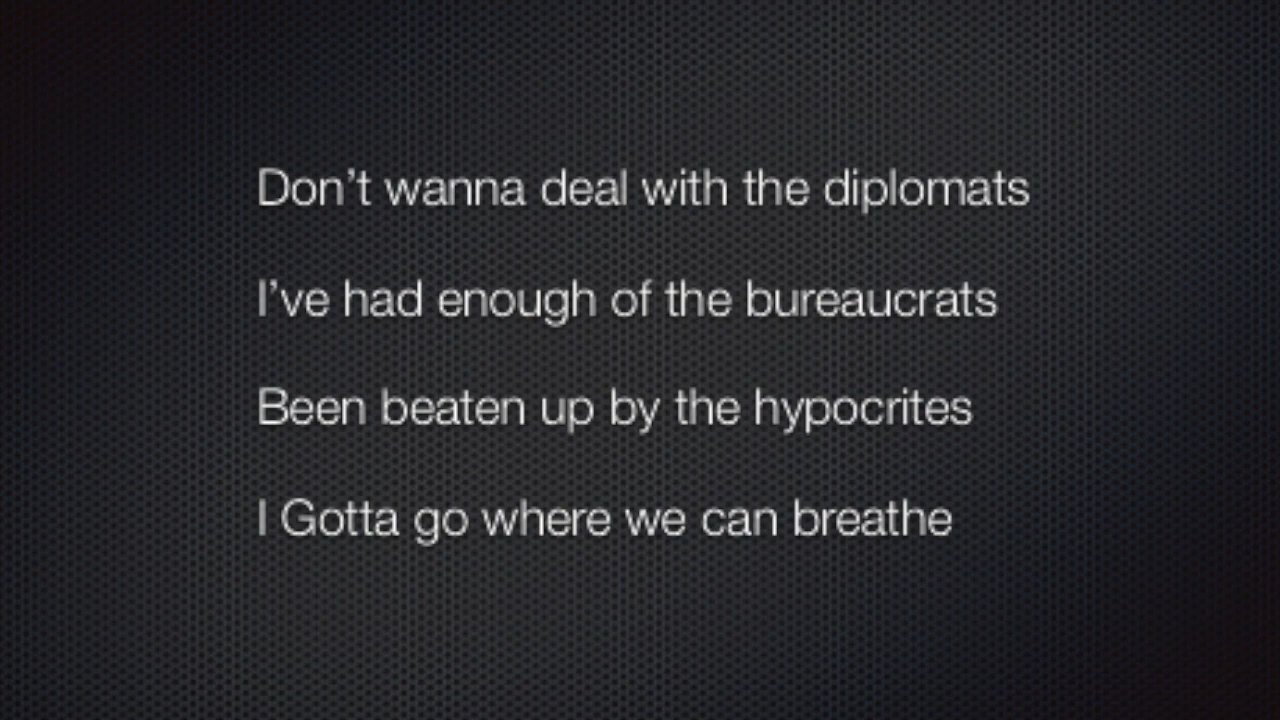 Don't wanna deal with the diplomats
I've had enough of the bureaucrats
Been beaten up by the hypocrites
I Gotta go where we can breathe